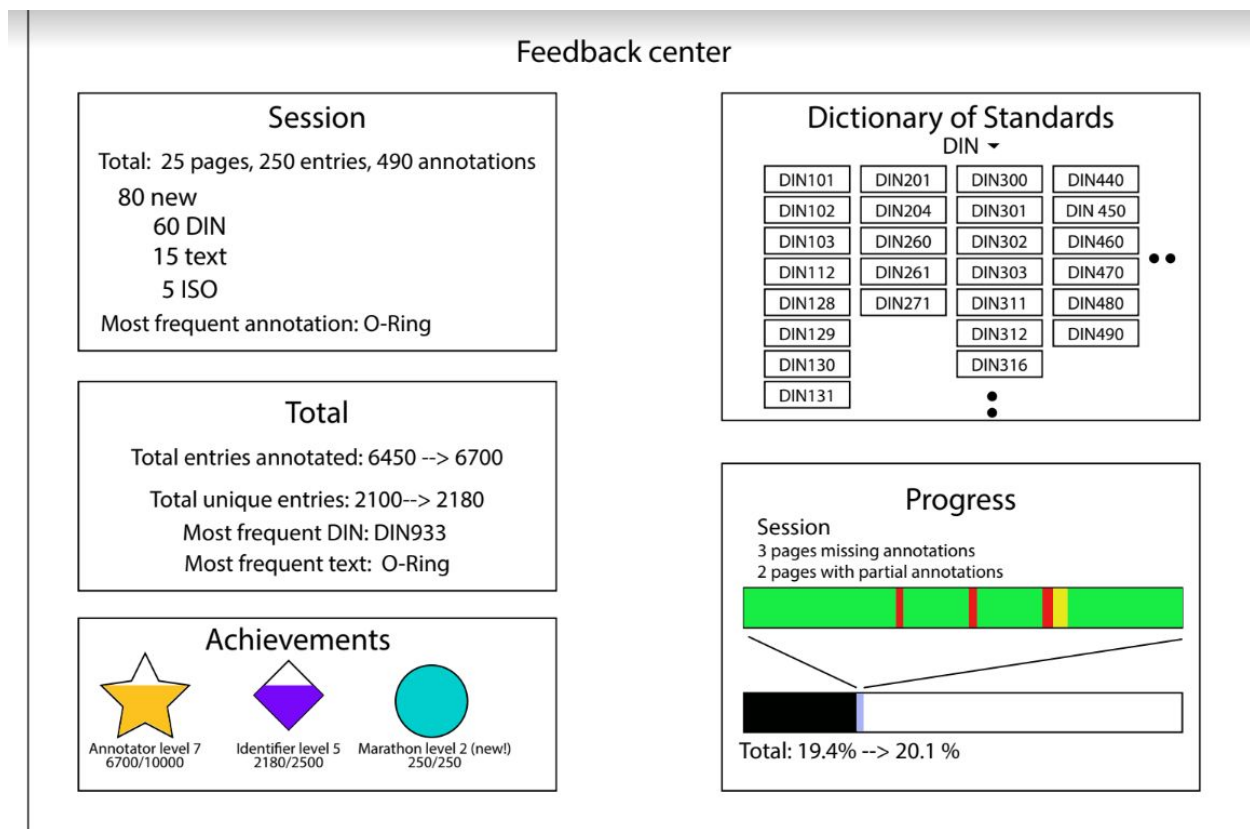 Feedback center
Session
Total: 25 pages, 250 entries, 490 annotations
80 new
60 DIN
15 text
5 ISO
Most frequent annotation: O-Ring
Total
Total entries annotated: 6450 --> 6700
Total unique entries: 2100--> 2180
Most frequent DIN: DIN933
Most frequent text: O-Ring
Achievements
Annotator level 7
6700/10000
Identifier level 5
2180/2500
Marathon level 2 (new!)
250/250
Dictionary of Standards
DIN
DIN101 DIN201 DIN300 DIN440
DIN102 DIN204 DIN301 DIN 450
DIN103 DIN260 DIN302 DIN460
DIN112 DIN261 DIN303 DIN470
DIN128 DIN271 DIN311 DIN480
DIN129 DIN312 DIN490
DIN130 DIN316
DIN131
Progress
Session
3 pages missing annotations
2 pages with partial annotations
Total: 19.4% --> 20.1 %